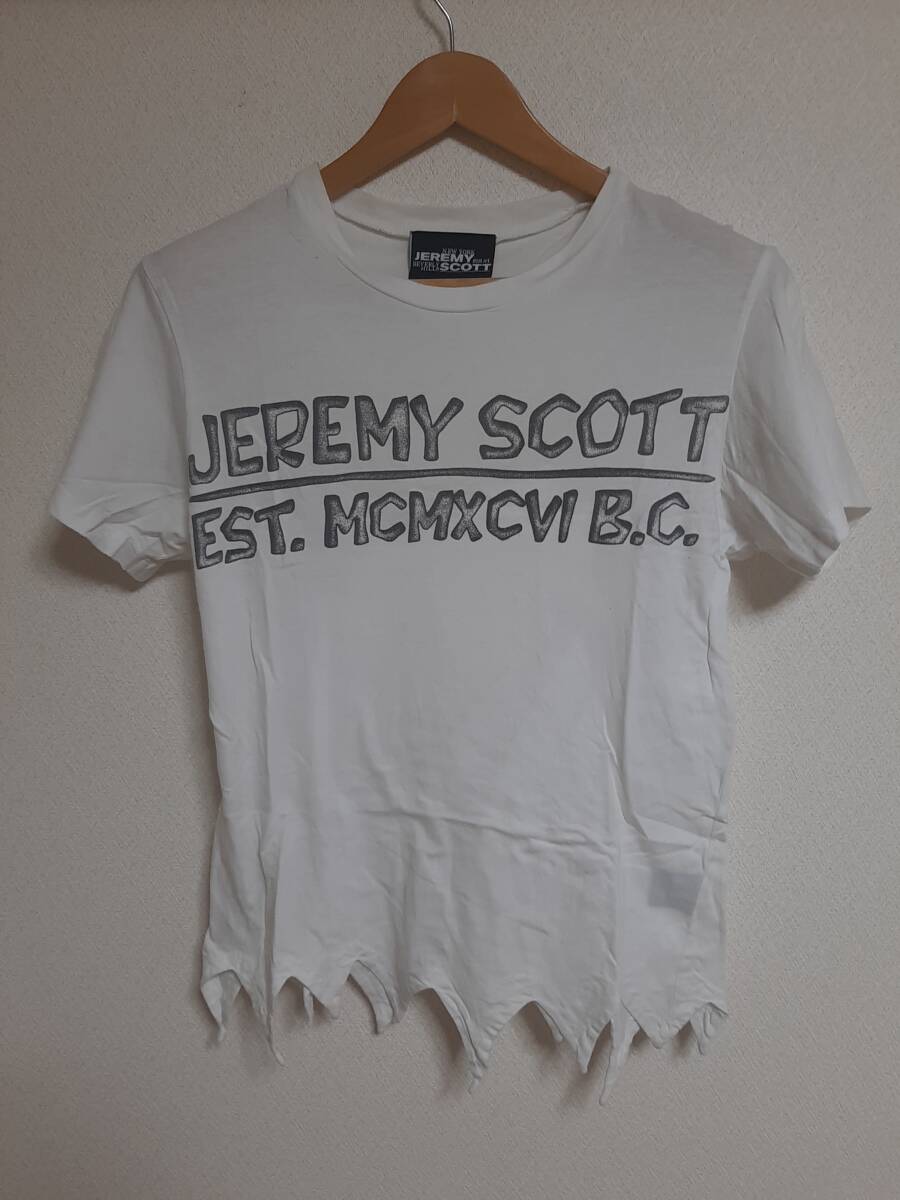 NEW YORK
JEREMY
BEVERLY
HILLS SCOTT
JEREMY SCOTT
EST. MCMXCVI B.C.